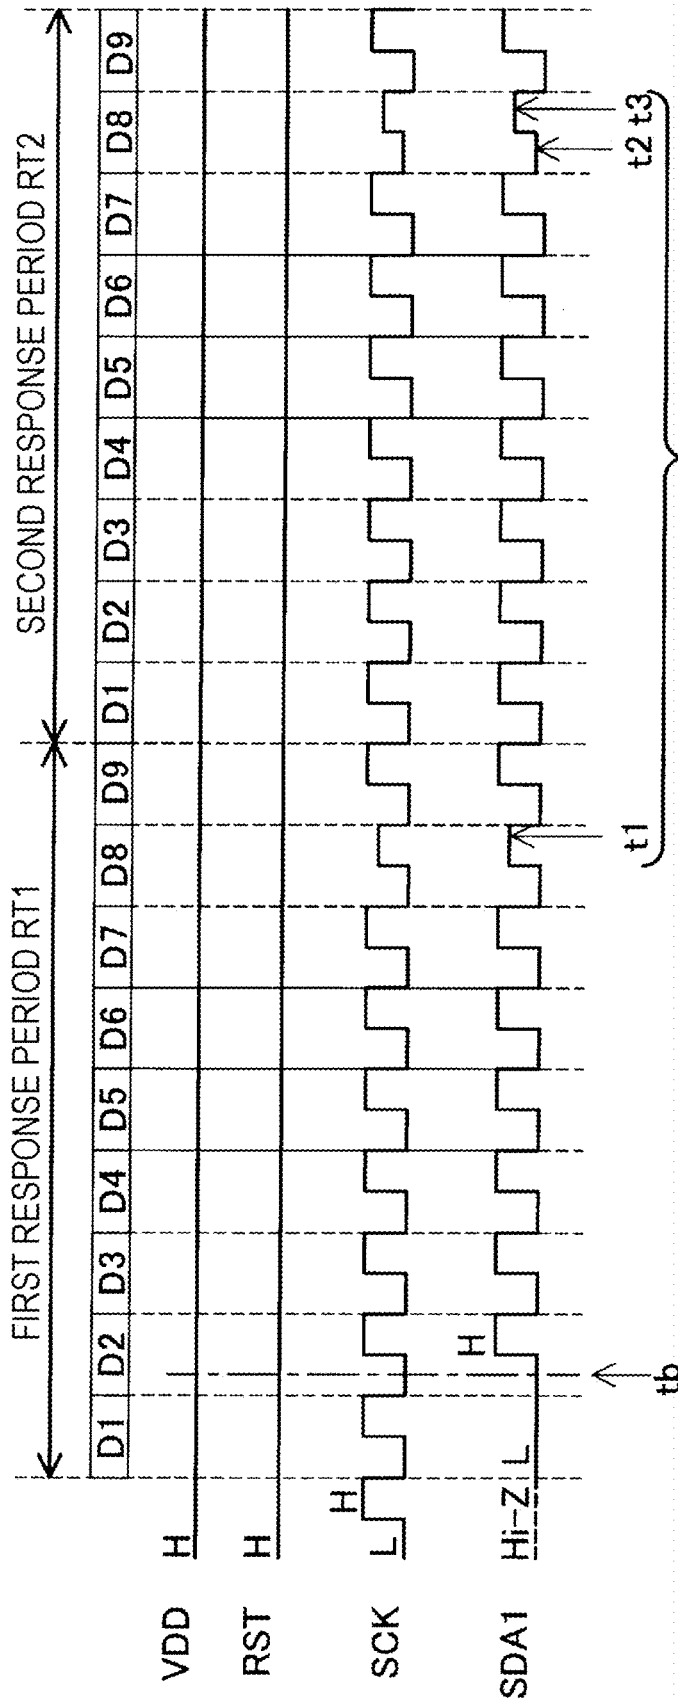 FIRST RESPONSE PERIOD RT1 SECOND RESPONSE PERIOD RT2
D1 D2 D3 D4 D5 D6 D7 D8 D9 D1 D2 D3 D4 D5 D6 D7 D8 D9
VDD H
RST H
SCK L H
SDA1 Hi-Z L H
tb t1 t2 t3